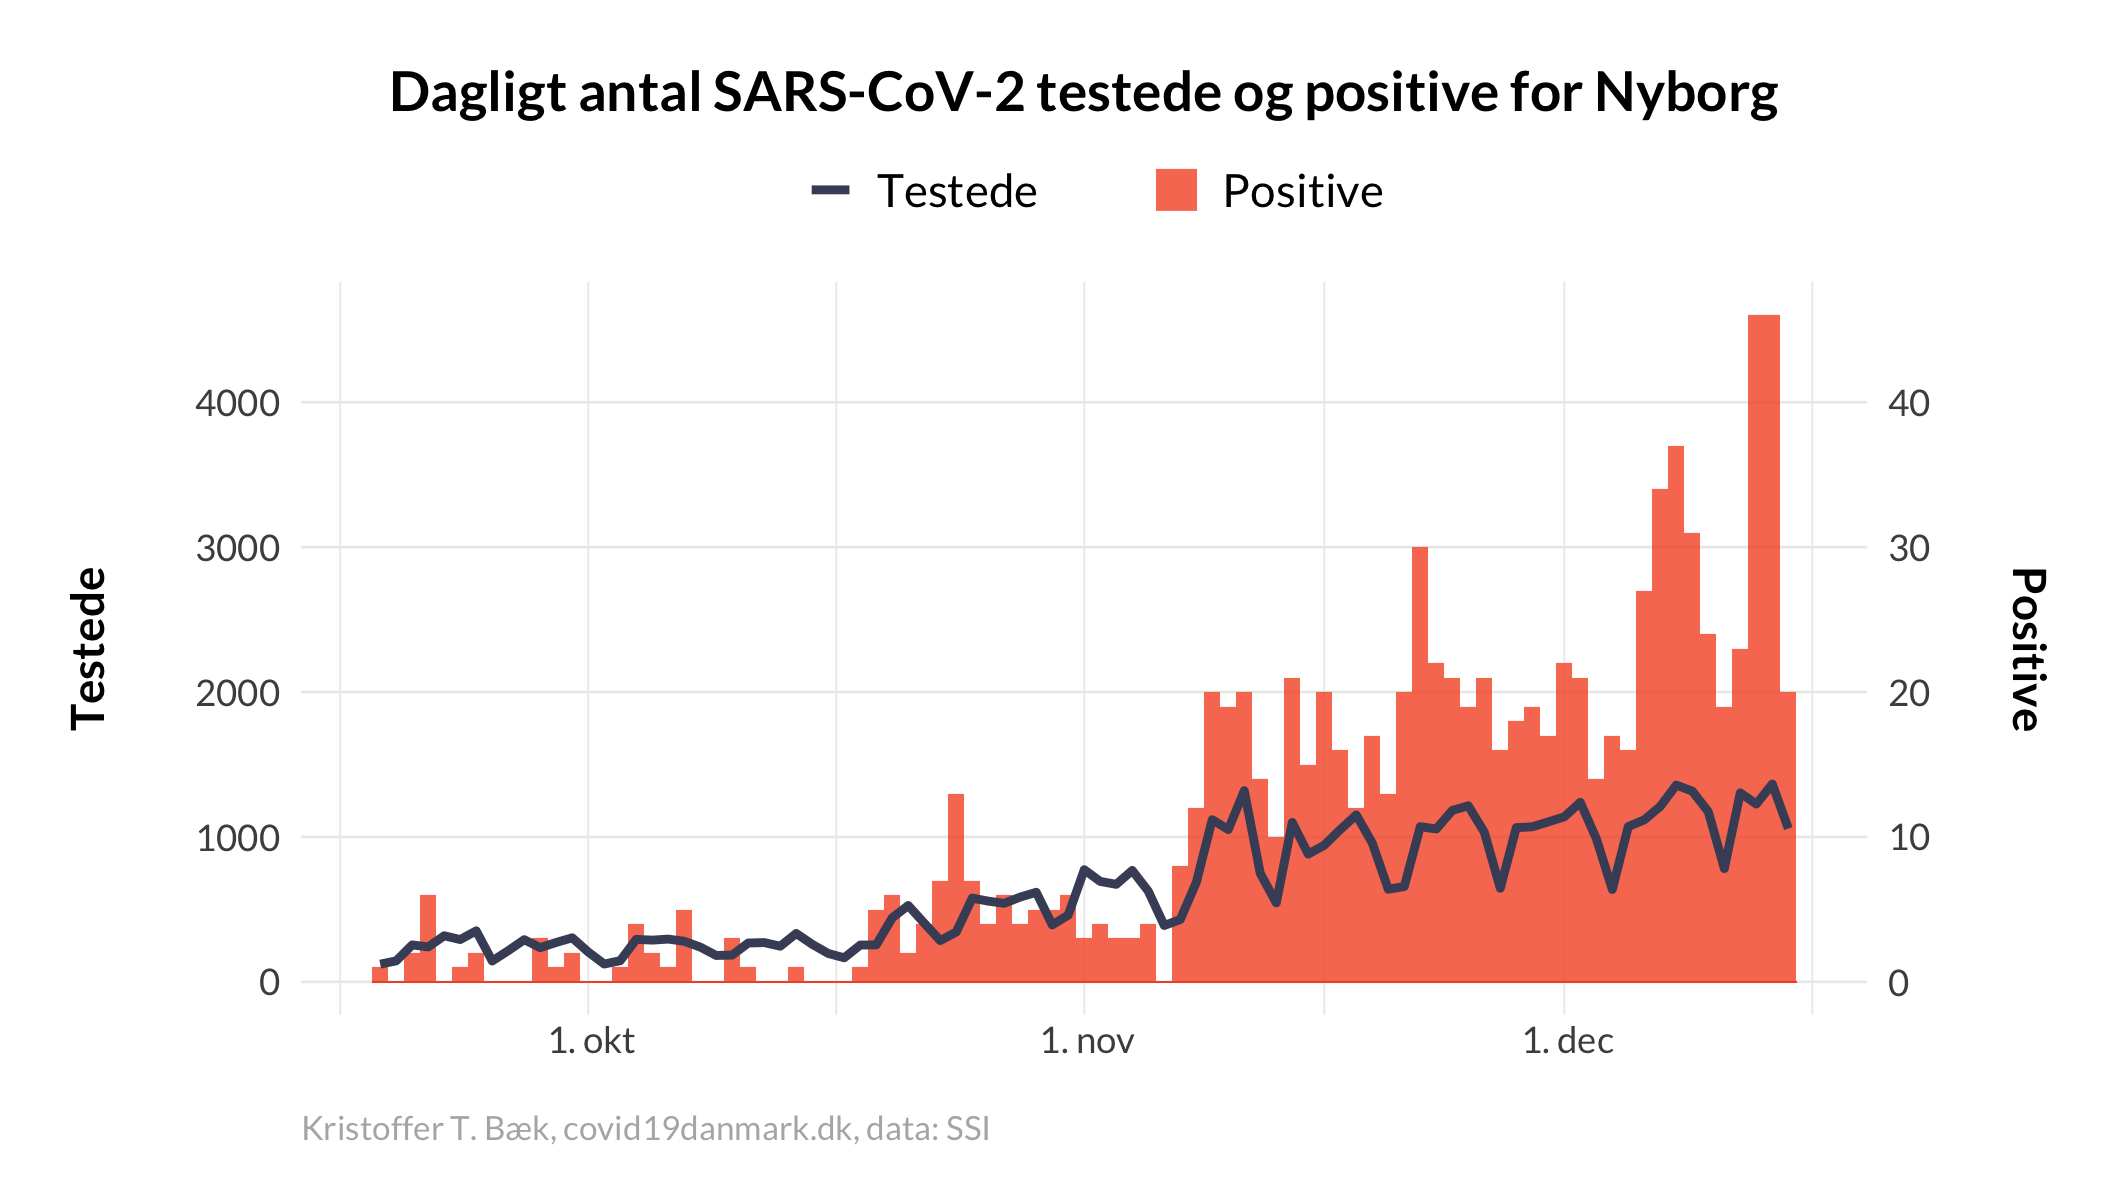 Dagligt antal SARS-CoV-2 testede og positive for Nyborg
Testede Positive
Testede
4000
3000
2000
1000
0
40
30
20
10
0
Positive
1. okt 1. nov 1. dec
Kristoffer T. Bæk, covid19danmark.dk, data: SSI